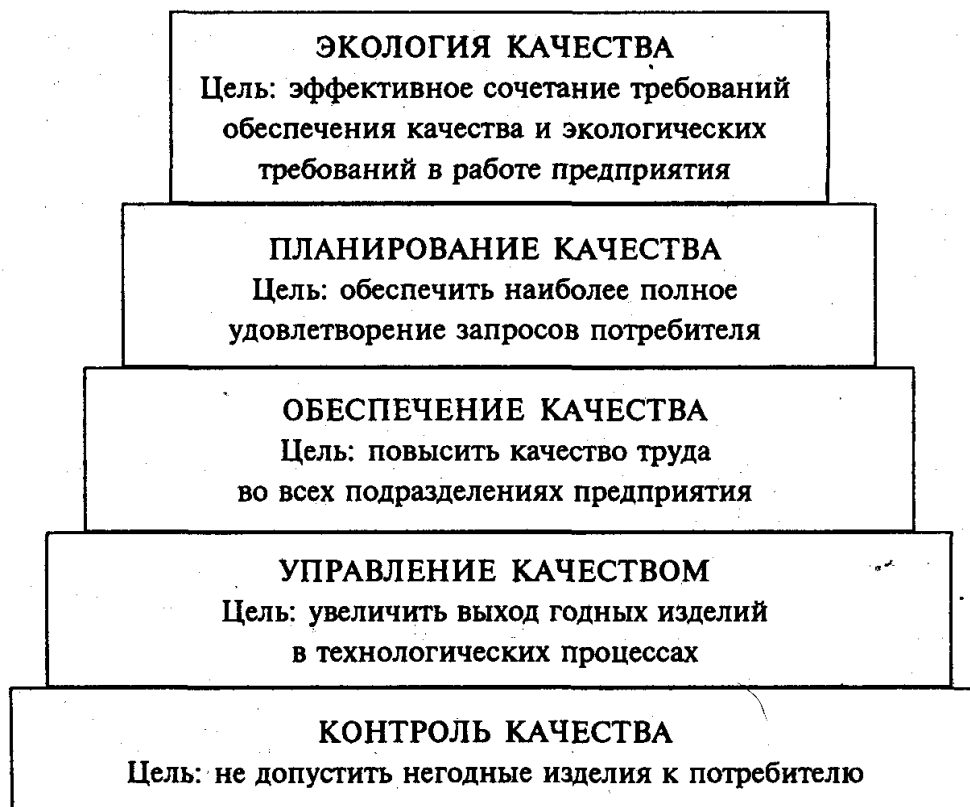 ЭКОЛОГИЯ КАЧЕСТВА
Цель: эффективное сочетание требований
обеспечения качества и экологических
требований в работе предприятия
ПЛАНИРОВАНИЕ КАЧЕСТВА
Цель: обеспечить наиболее полное
удовлетворение запросов потребителя
ОБЕСПЕЧЕНИЕ КАЧЕСТВА
Цель: повысить качество труда
во всех подразделениях предприятия
УПРАВЛЕНИЕ КАЧЕСТВОМ
Цель: увеличить выход годных изделий
в технологических процессах
КОНТРОЛЬ КАЧЕСТВА
Цель: не допустить негодные изделия к потребителю